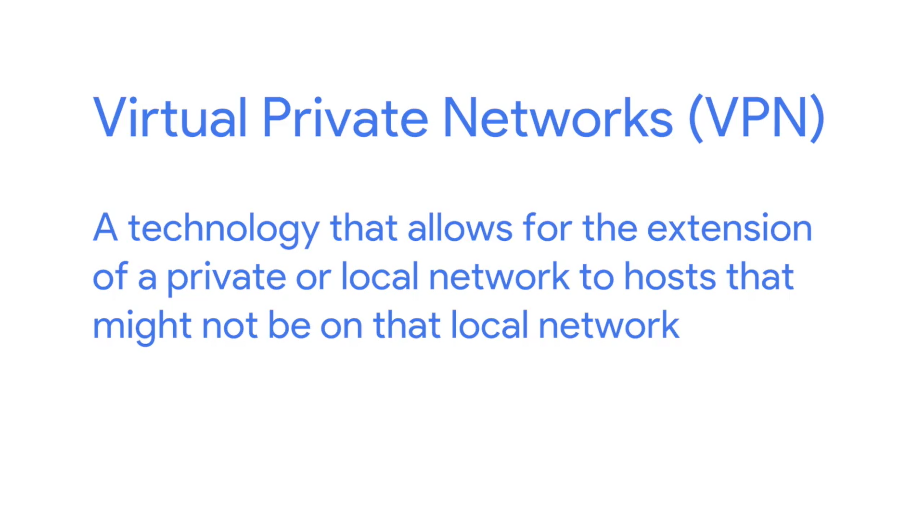 Virtual Private Networks (VPN)
A technology that allows for the extension
of a private or local network to hosts that
might not be on that local network